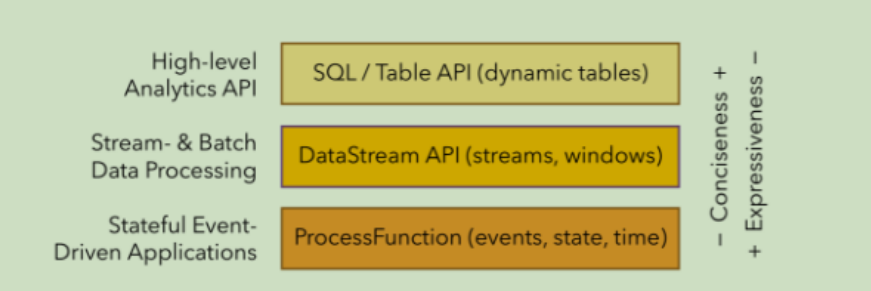 High-level
Analytics API
SQL / Table API (dynamic tables)
Stream- & Batch
Data Processing
DataStream API (streams, windows)
Stateful Event-
Driven Applications
ProcessFunction (events, state, time)
– Conciseness +
+ Expressiveness –